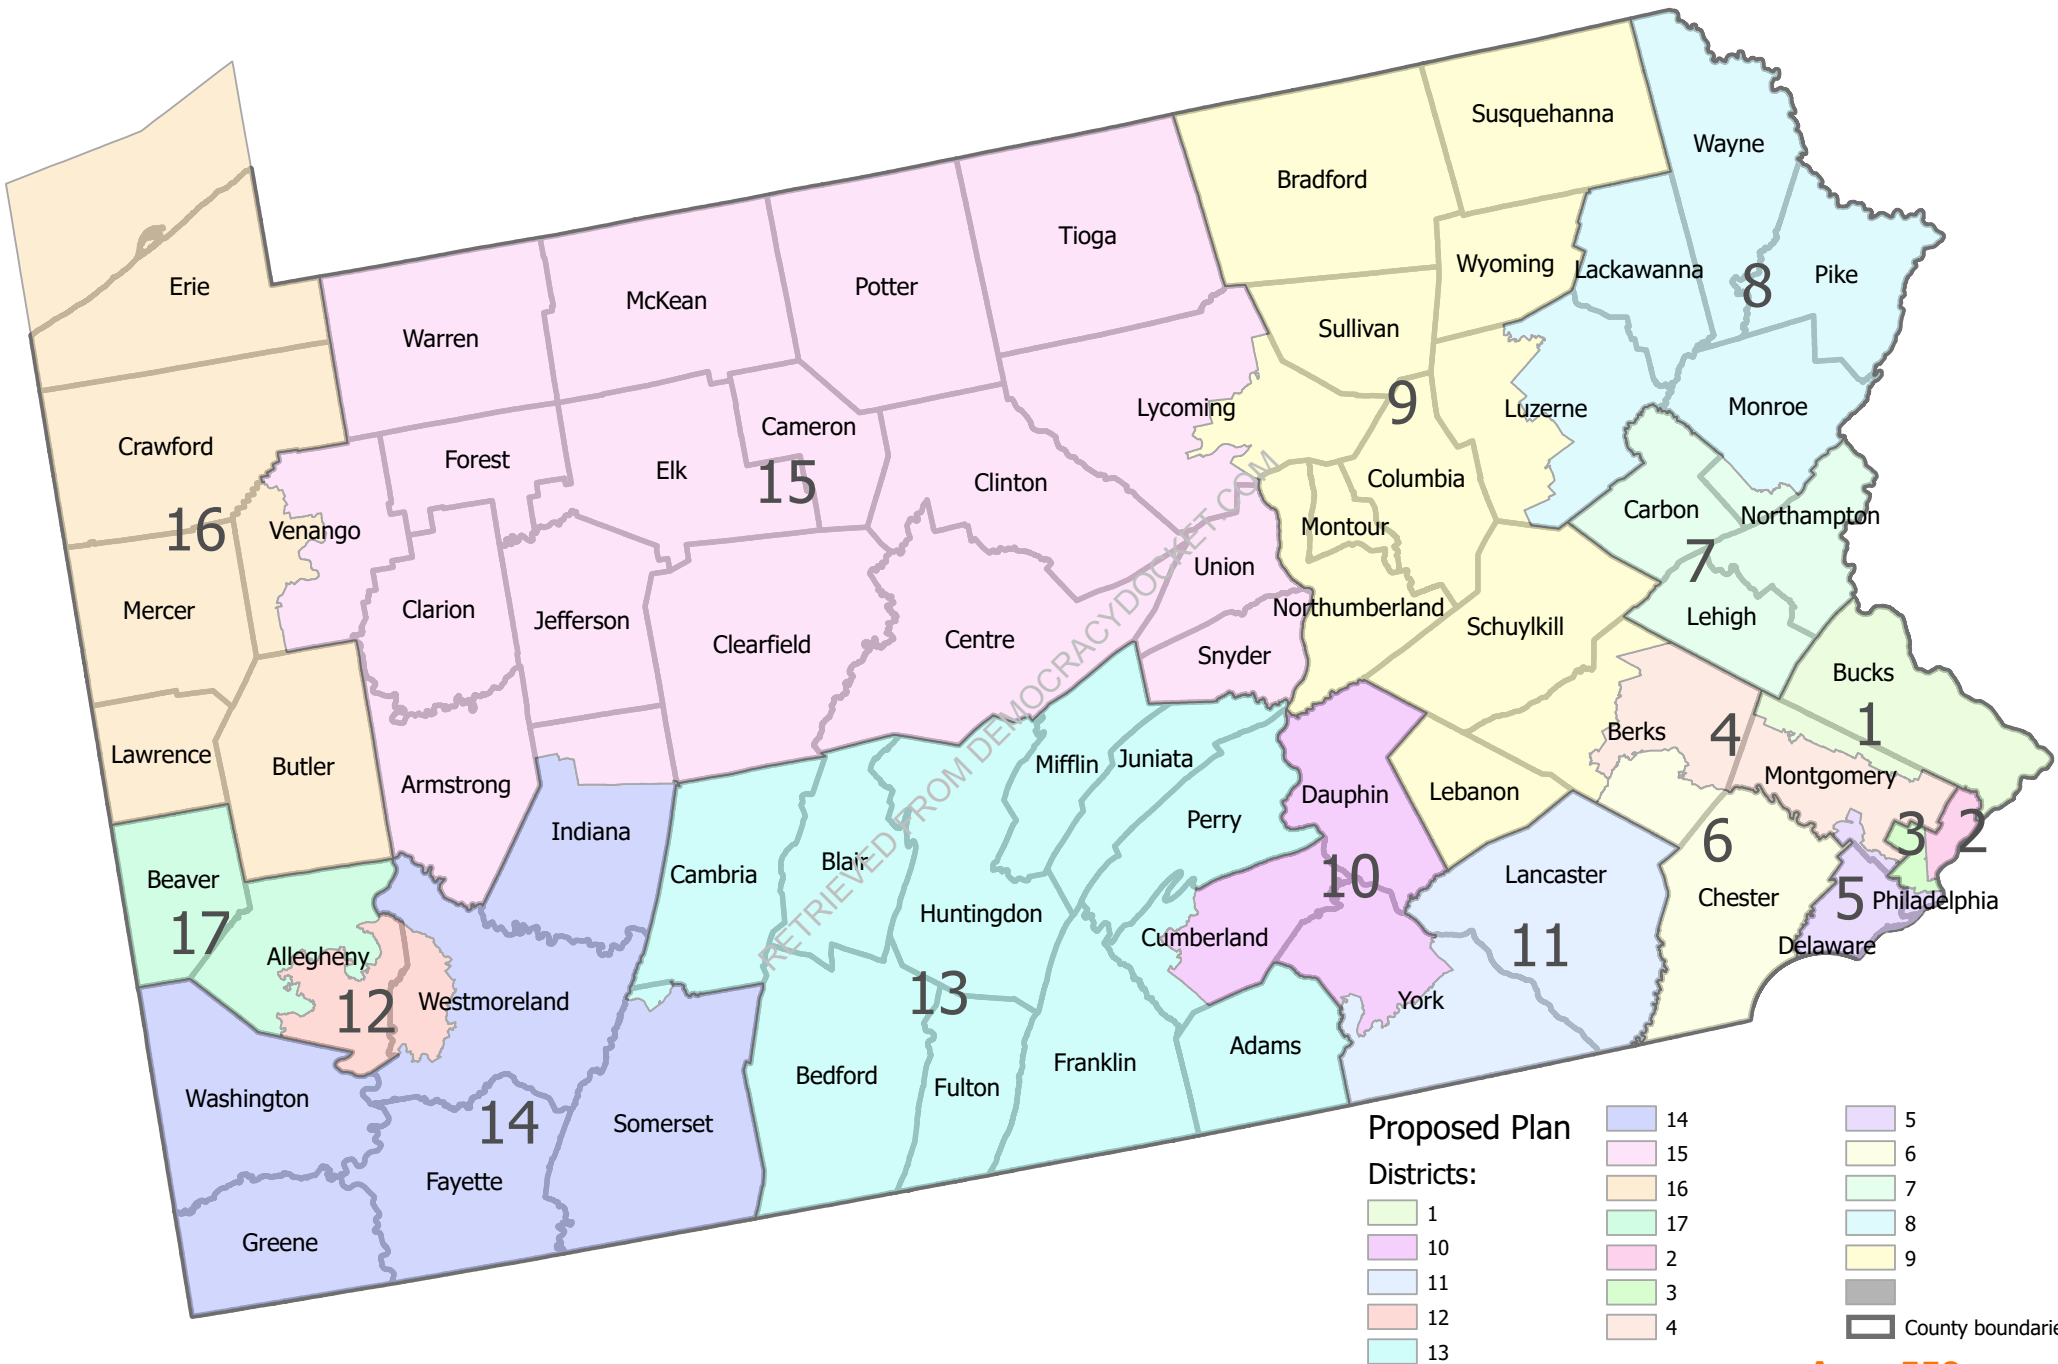 Susquehanna
Wayne
Bradford
Tioga
Wyoming
Lackawanna
Pike
8
Erie
McKean
Potter
Warren
Sullivan
Lycoming
9
Luzerne
Monroe
Crawford
Forest
Cameron
Elk
15
Clinton
Columbia
16
Venango
Montour
Carbon
Northampton
7
Mercer
Clarion
Jefferson
Union
Northumberland
Lehigh
Clearfield
Centre
Snyder
Schuylkill
Bucks
1
Berks
4
Lawrence
Butler
Armstrong
Mifflin
Juniata
Dauphin
Lebanon
Montgomery
Indiana
Perry
3
2
6
Beaver
Cambria
Blair
10
Lancaster
Chester
5
Philadelphia
17
Huntingdon
Cumberland
11
Delaware
Allegheny
12
Westmoreland
13
York
Adams
Washington
14
Somerset
Bedford
Fulton
Franklin
Fayette
Greene
RETRIEVED FROM DEMOCRACYDOCKET.COM
Proposed Plan
Districts:
1
10
11
12
13
14
15
16
17
2
3
4
5
6
7
8
9
County boundarie